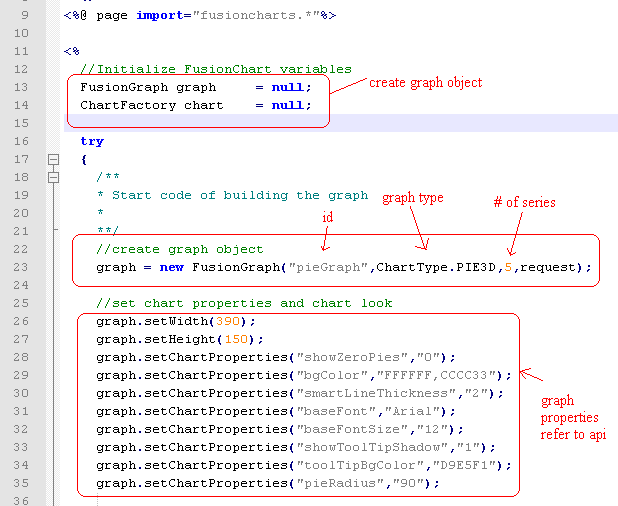 9 <%@ page import="fusioncharts.*"%>
10
11 <%
12 //Initialize FusionChart variables
13 FusionGraph graph = null;
create graph object
14 ChartFactory chart = null;
15
16 try
17 {
18 /**
19 * Start code of building the graph
graph type
# of series
20 *
id
21 **/
22 //create graph object
23 graph = new FusionGraph("pieGraph",ChartType.PIE3D,5,request);
24
25 //set chart properties and chart look
26 graph.setWidth(390);
27 graph.setHeight(150);
28 graph.setChartProperties("showZeroPies","0");
29 graph.setChartProperties("bgColor","FFFFFF,CCCC33");
30 graph.setChartProperties("smartLineThickness","2");
31 graph.setChartProperties("baseFont","Arial");
32 graph.setChartProperties("baseFontSize","12");
33 graph.setChartProperties("showToolTipShadow","1");
34 graph.setChartProperties("toolTipBgColor","D9E5F1");
35 graph.setChartProperties("pieRadius","90");
36
graph
properties
refer to api